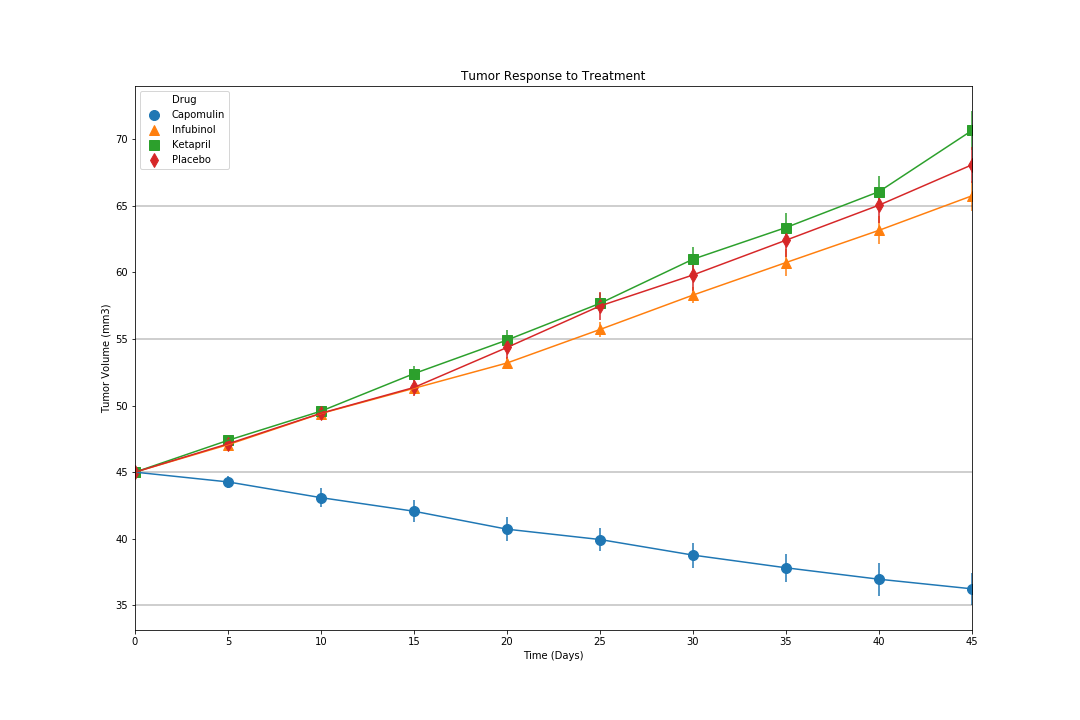 Tumor Response to Treatment
Drug
Capomulin
Infubinol
Ketapril
Placebo
Tumor Volume (mm3)
70
65
60
55
50
45
40
35
0 5 10 15 20 25 30 35 40 45
Time (Days)